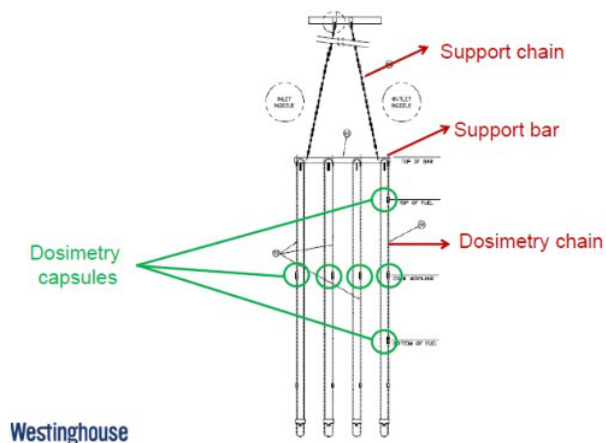 Support chain
INLET
NOZZLE
OUTLET
NOZZLE
Support bar
TOP OF BAR
TOP OF FUEL
Dosimetry chain
Dosimetry
capsules
CORE MIDPLANE
BOTTOM OF FUEL
Westinghouse